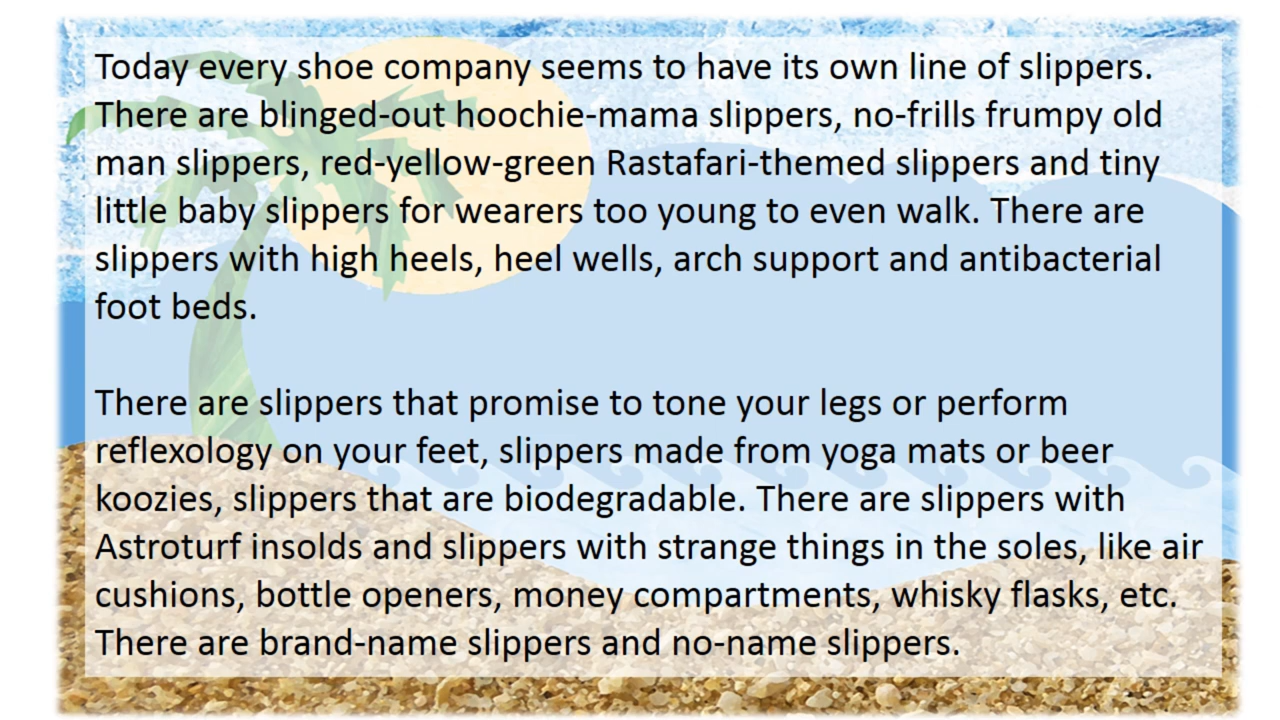 Today every shoe company seems to have its own line of slippers.
There are blinged-out hoochie-mama slippers, no-frills frumpy old
man slippers, red-yellow-green Rastafari-themed slippers and tiny
little baby slippers for wearers too young to even walk. There are
slippers with high heels, heel wells, arch support and antibacterial
foot beds.
There are slippers that promise to tone your legs or perform
reflexology on your feet, slippers made from yoga mats or beer
koozies, slippers that are biodegradable. There are slippers with
Astroturf insolds and slippers with strange things in the soles, like air
cushions, bottle openers, money compartments, whisky flasks, etc.
There are brand-name slippers and no-name slippers.